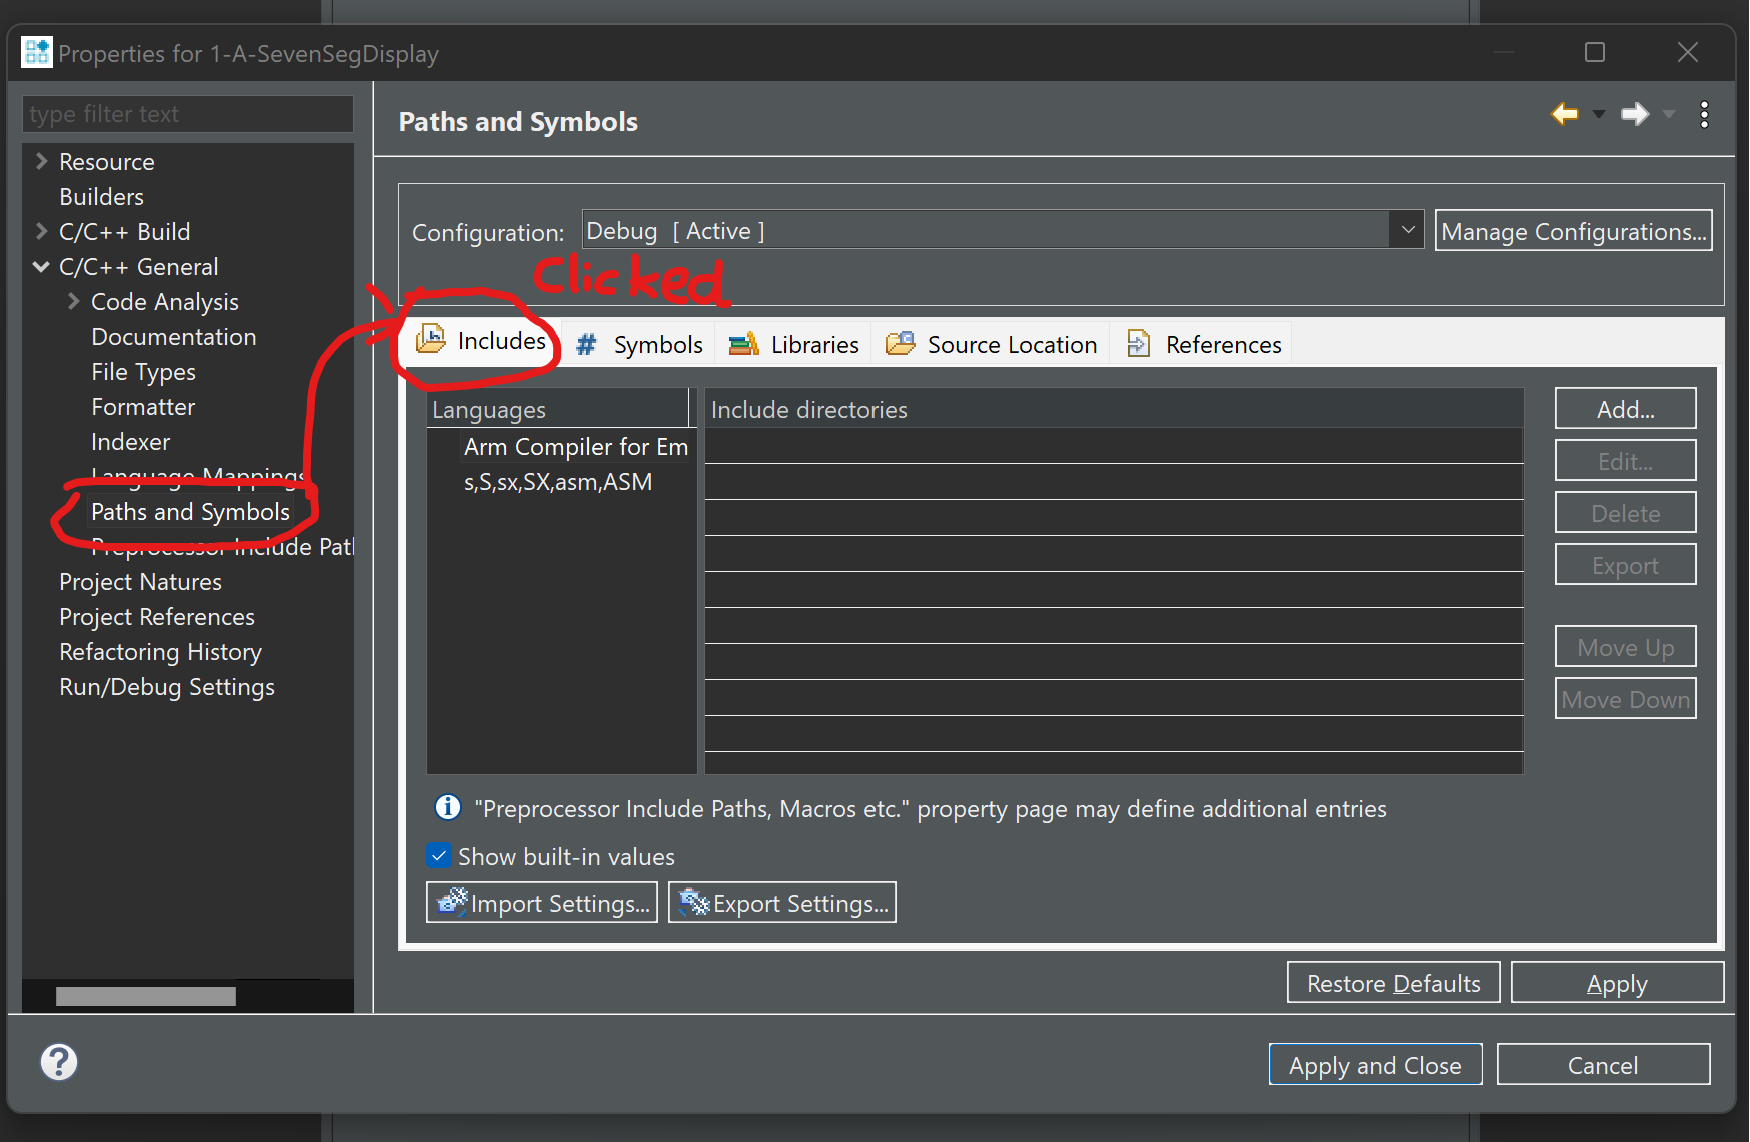 Properties for 1-A-SevenSegDisplay
type filter text
Resource
Builders
C/C++ Build
C/C++ General
Code Analysis
Documentation
File Types
Formatter
Indexer
Language Mappings
Paths and Symbols
Preprocessor Include Pat
Project Natures
Project References
Refactoring History
Run/Debug Settings
Paths and Symbols
Configuration: Debug [ Active ] Manage Configurations...
Clicked
Includes # Symbols Libraries Source Location References
Languages Include directories
Arm Compiler for Em
s,S,sx,SX,asm,ASM
Add...
Edit...
Delete
Export
Move Up
Move Down
"Preprocessor Include Paths, Macros etc." property page may define additional entries
Show built-in values
Import Settings... Export Settings...
Restore Defaults Apply
? Apply and Close Cancel